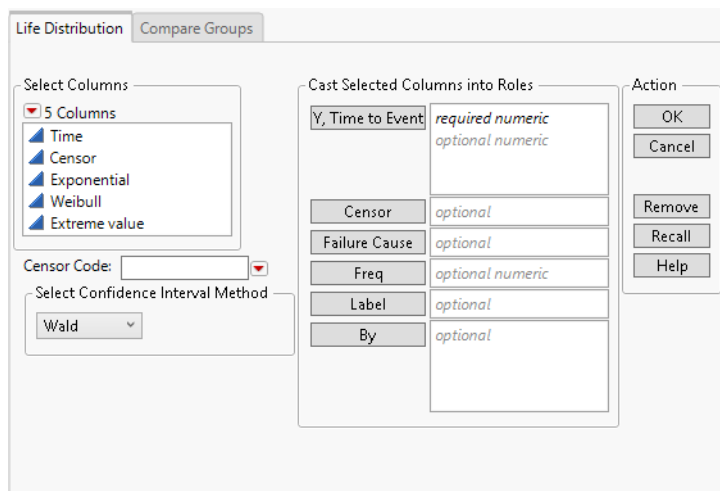 Life Distribution
Compare Groups
Select Columns
5 Columns
Time
Censor
Exponential
Weibull
Extreme value
Censor Code:
Select Confidence Interval Method
Wald
Cast Selected Columns into Roles
Y, Time to Event
required numeric
optional numeric
Censor
optional
Failure Cause
optional
Freq
optional numeric
Label
optional
By
optional
Action
OK
Cancel
Remove
Recall
Help